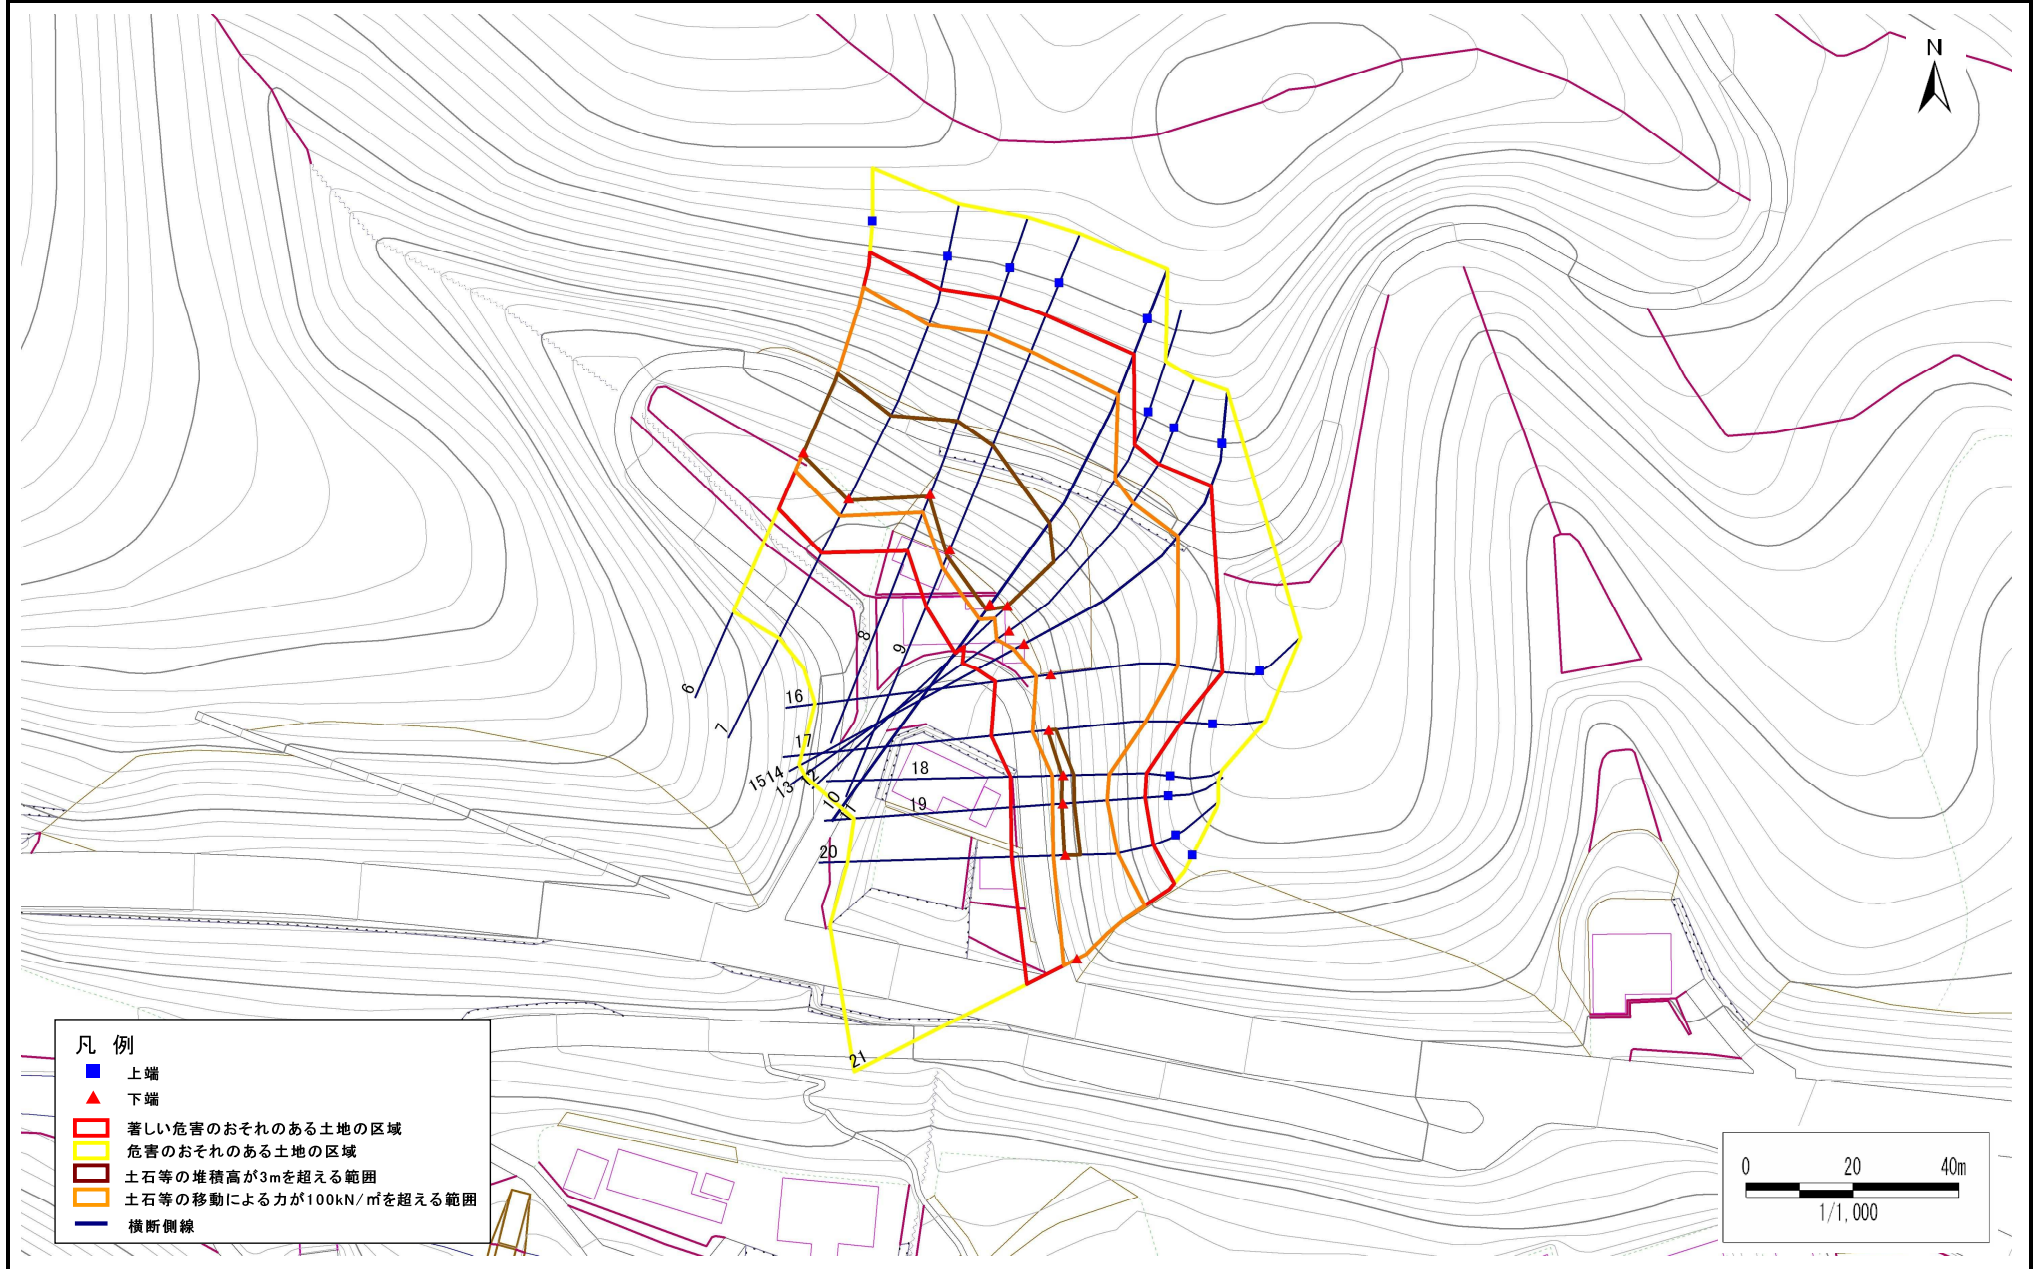 N
6
7
8
9
16
17
15
14
13
12
10
18
19
20
21
凡 例
上端
下端
著しい危害のおそれのある土地の区域
危害のおそれのある土地の区域
土石等の堆積高が3mを超える範囲
土石等の移動による力が100kN/㎡を超える範囲
横断側線
0 20 40m
1/1,000